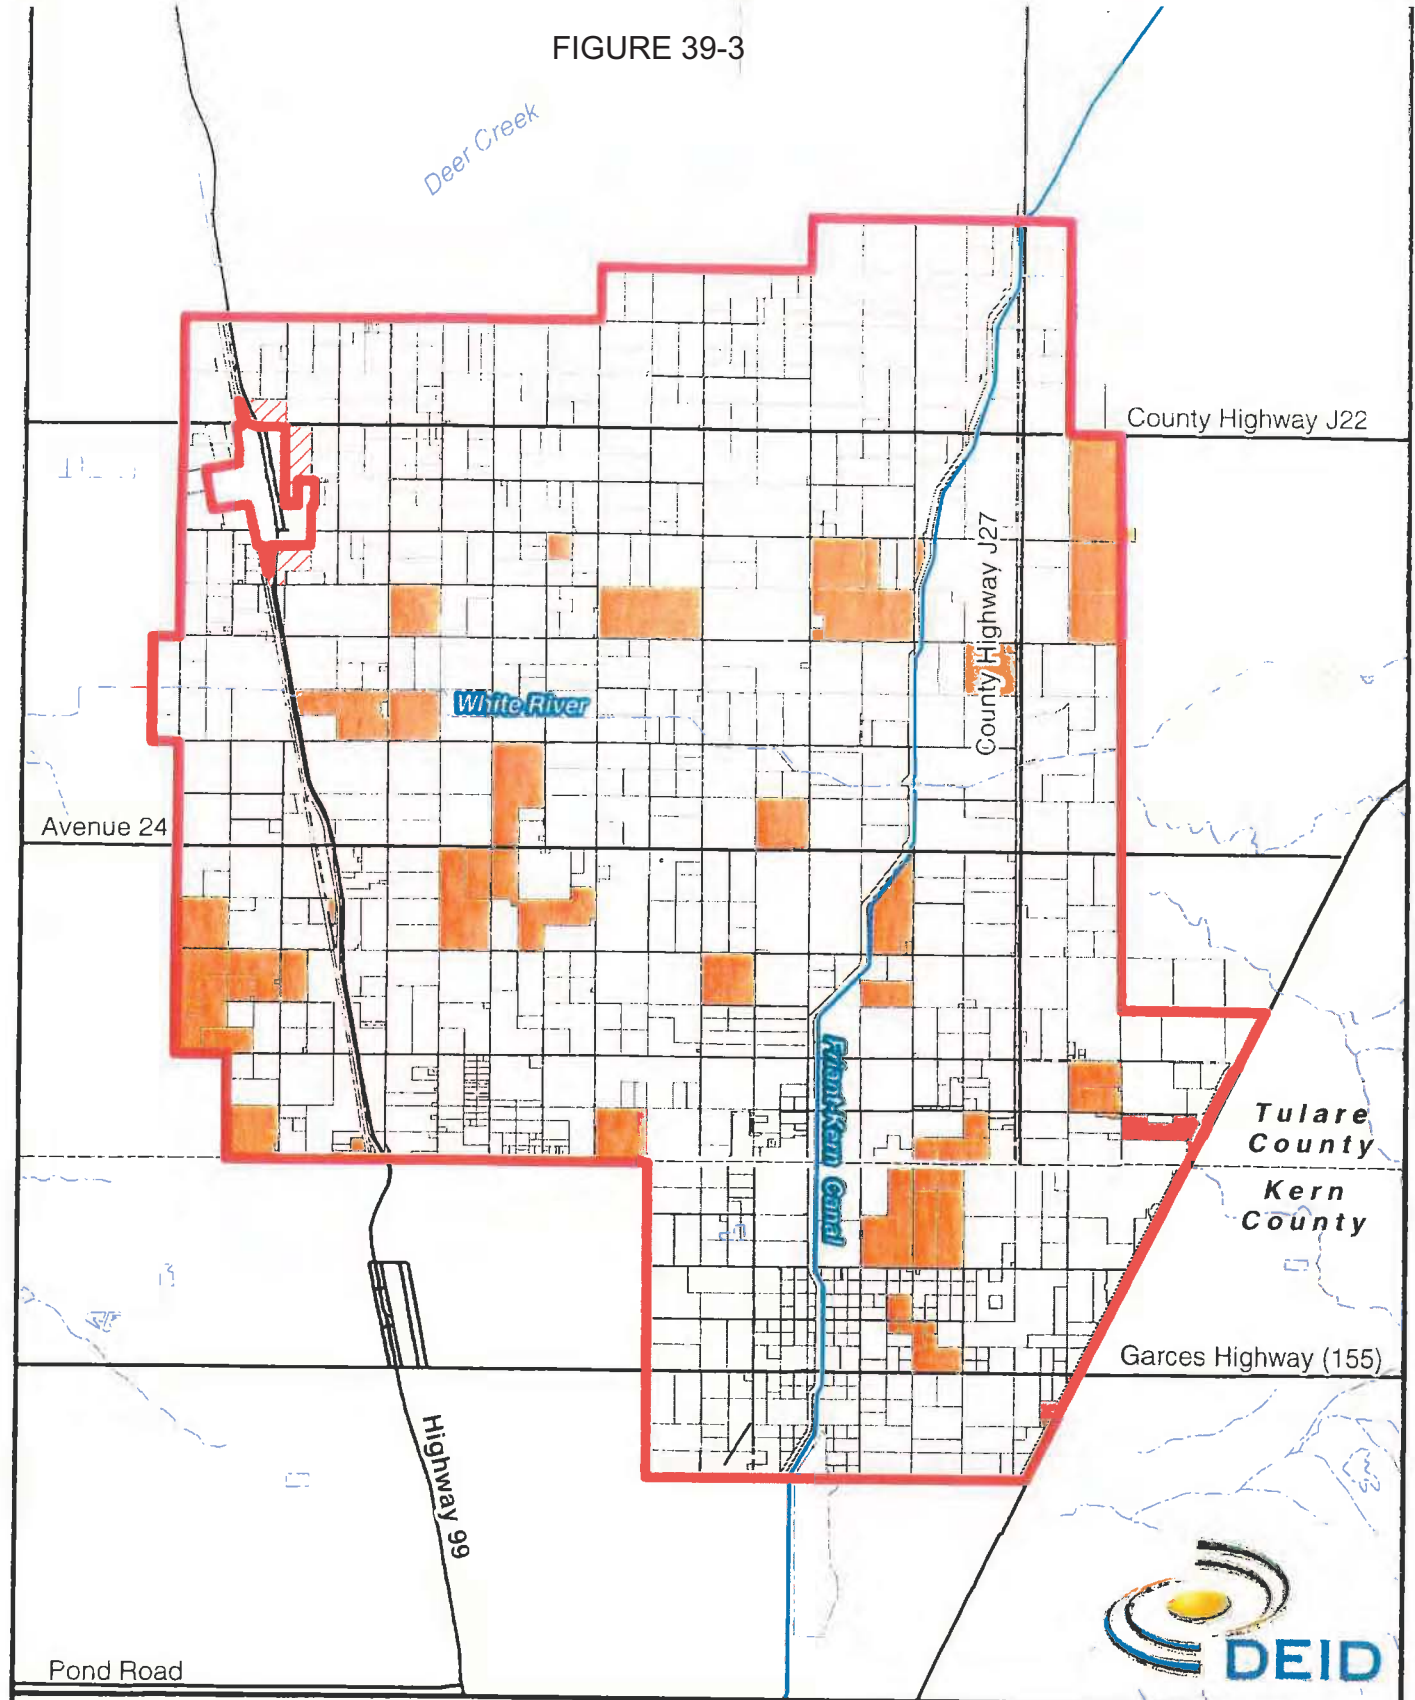 FIGURE 39-3
Deer Creek
County Highway J22
County Highway J27
White River
Avenue 24
Friant-Kern Canal
Tulare
County
Kern
County
Garces Highway (155)
Highway 99
Pond Road
DEID